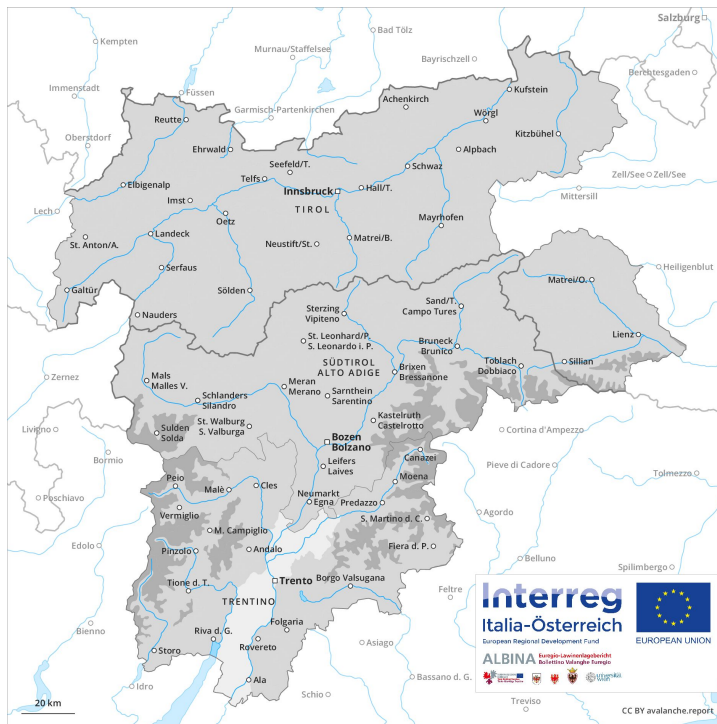 Salzburg
Kempten
Bad Tölz
Murnau/Staffelsee
Bayrischzell
Berchtesgaden
Immenstadt
Füssen
Garmisch-Partenkirchen
Achenkirch
Kufstein
Oberstdorf
Reutte
Wörgl
Kitzbühel
Ehrwald
Seefeld/T.
Alpbach
Schwaz
Telfs
Elbigenalp
Innsbruck
Hall/T.
Zell/See
Zell/See
Mittersill
Lech
Imst
TIROL
Oetz
Mayrhofen
St. Anton/A.
Landeck
Neustift/St.
Matrei/B.
Serfaus
Heiligenblut
Galtür
Sölden
Matrei/O.
Nauders
Sterzing
Vipiteno
Sand/T.
Campo Tures
Lienz
St. Leonhard/P.
S. Leonardo i. P.
Bruneck
Brunico
SÜDTIROL
ALTO ADIGE
Brixen
Bressanone
Toblach
Dobbiaco
Sillian
Zernez
Mals
Malles V.
Meran
Merano
Schlanders
Silandro
Sarnthein
Sarentino
Livigno
Sulden
Solda
St. Walburg
S. Valburga
Kastelruth
Castelrotto
Cortina d'Ampezzo
Bozen
Bolzano
Bormio
Canazei
Leifers
Laives
Pieve di Cadore
Tolmezzo
Poschiavo
Peio
Malè
Cles
Moena
Neumarkt
Egna
Predazzo
Vermiglio
S. Martino d. C.
Agordo
M. Campiglio
Edolo
Pinzolo
Andalo
Fiera d. P.
Belluno
Spilimbergo
Tione d. T.
Trento
Borgo Valsugana
Feltre
TRENTINO
Interreg
Italia-Österreich
European Regional Development Fund
EUROPEAN UNION
Bienno
Riva d. G.
Folgaria
Rovereto
Asiago
Storo
ALBINA
Euregio-Lawinenlagebericht
Bollettino Valanghe Euregio
universität
wien
Idro
Ala
Bassano d. G.
Schio
Treviso
20 km
CC BY avalanche.report